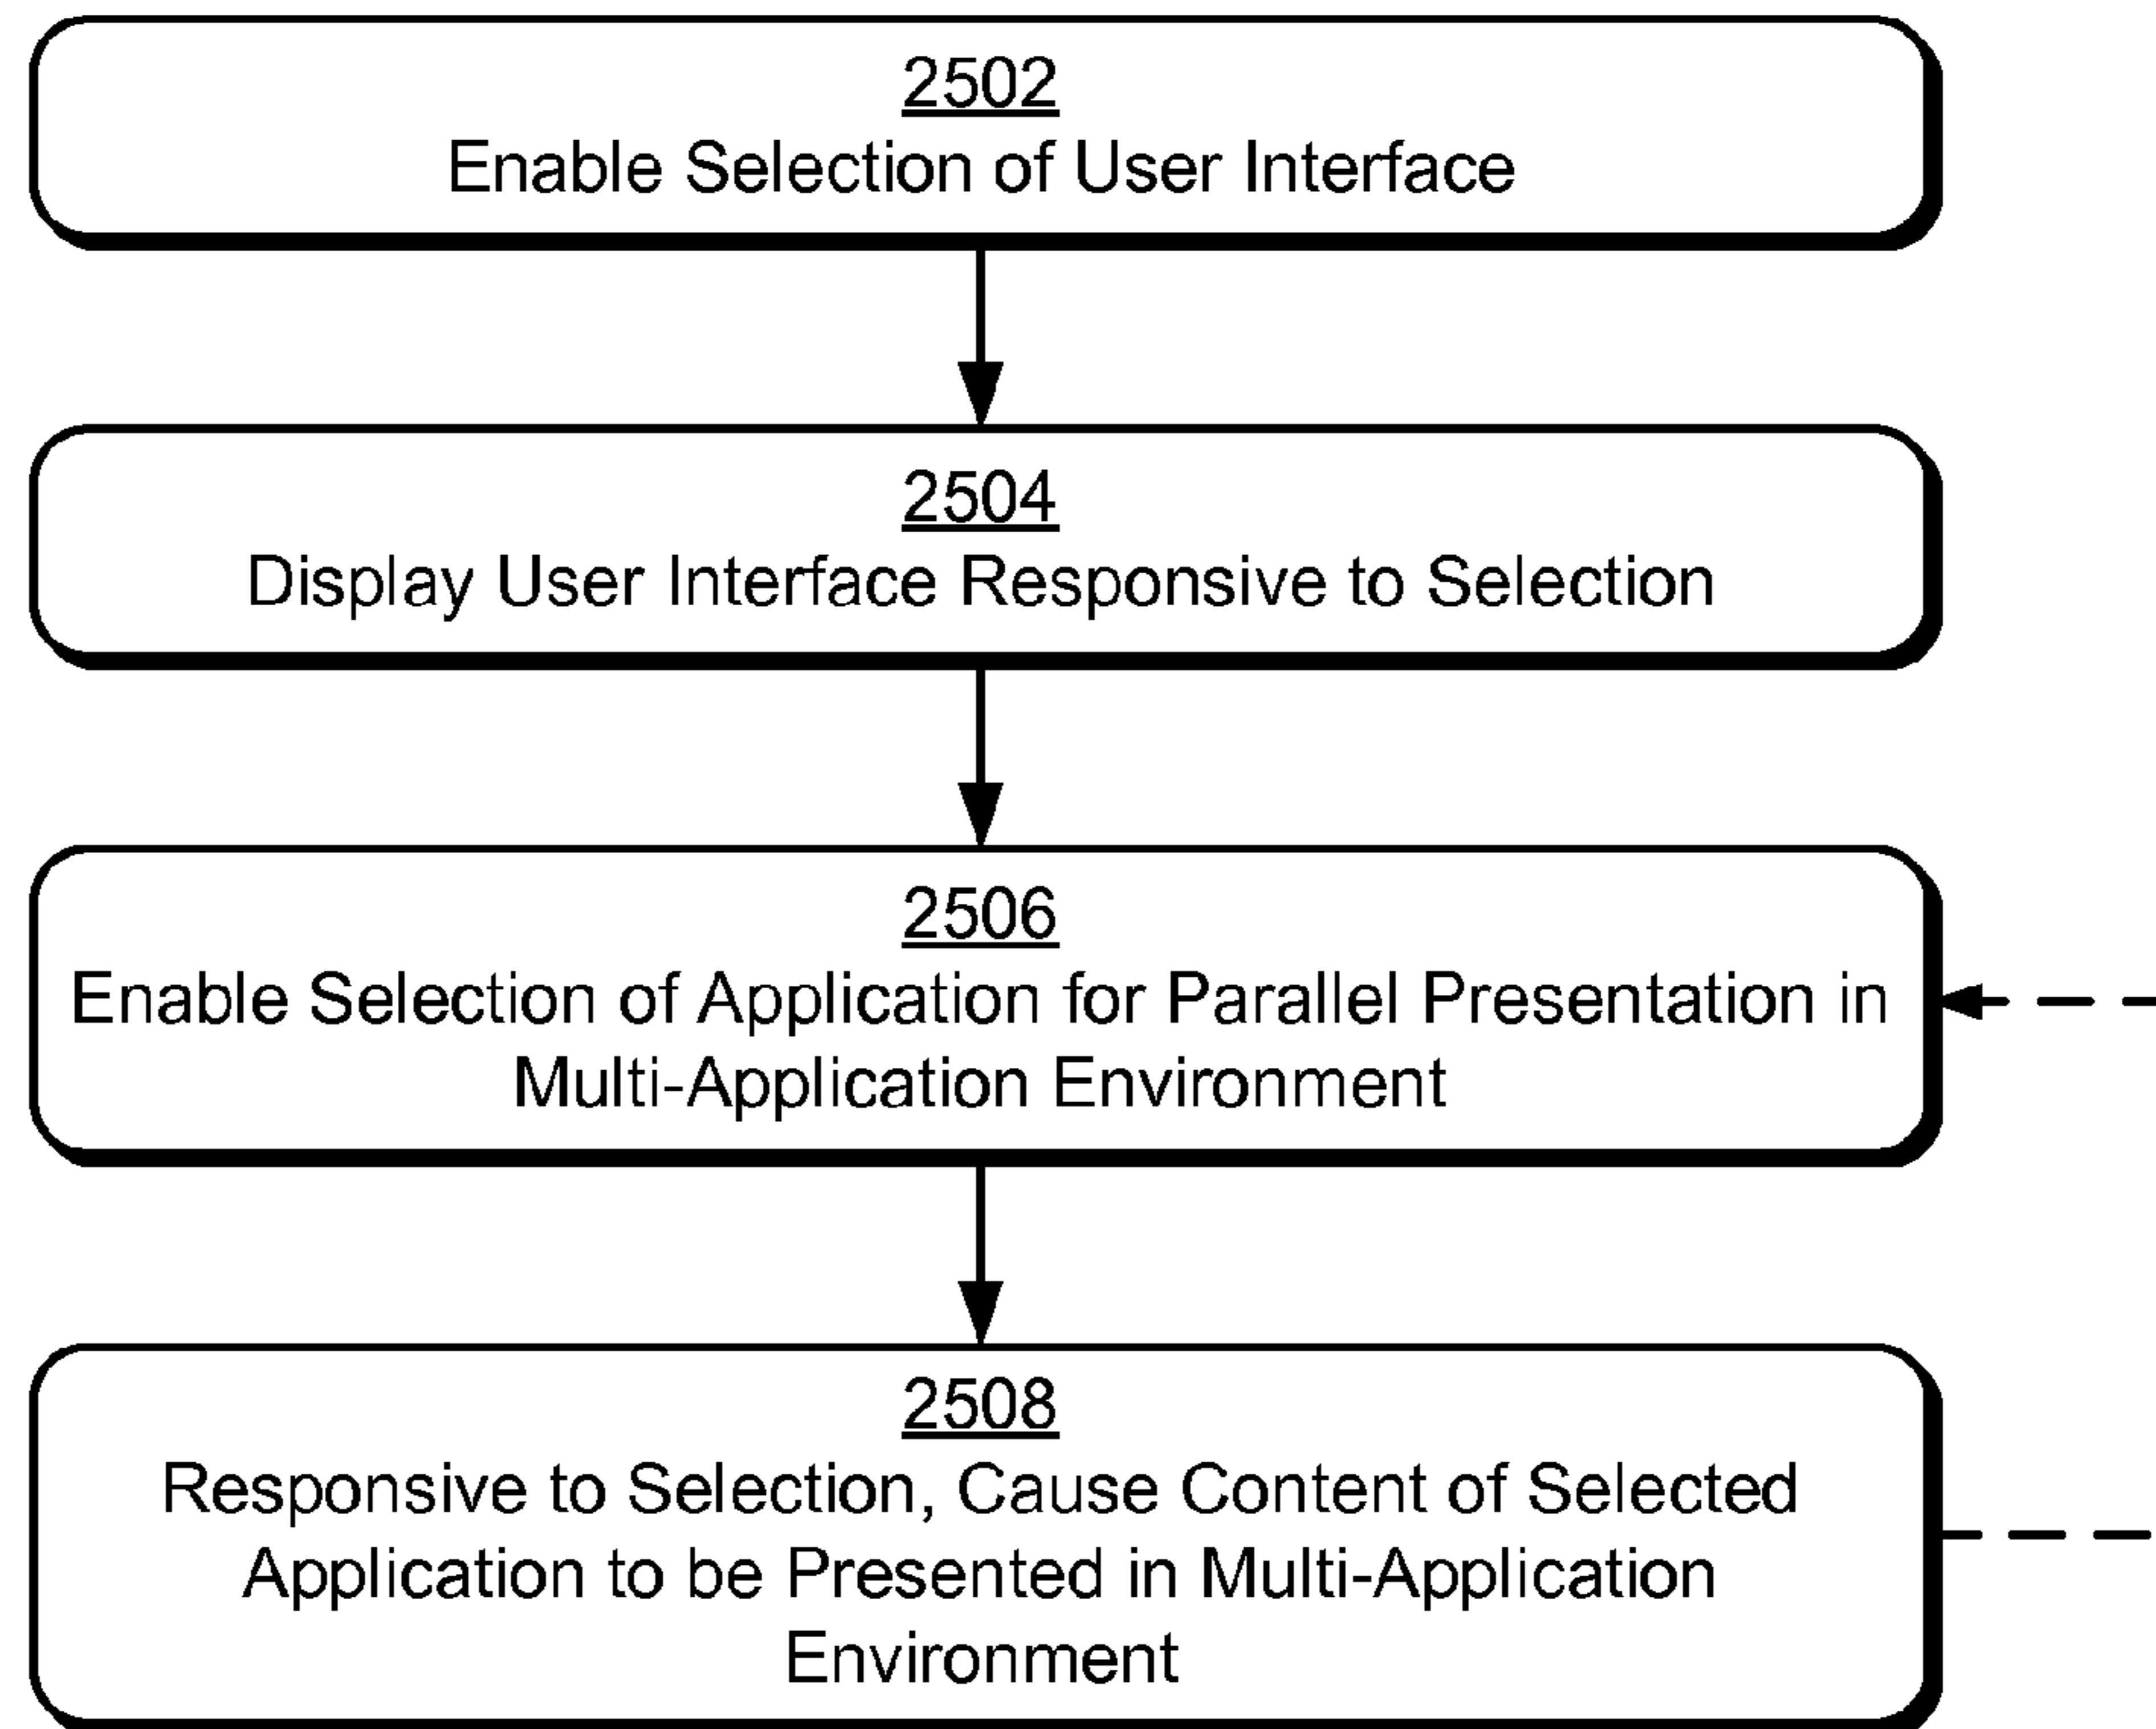 2502
Enable Selection of User Interface
2504
Display User Interface Responsive to Selection
2506
Enable Selection of Application for Parallel Presentation in
Multi-Application Environment
2508
Responsive to Selection, Cause Content of Selected
Application to be Presented in Multi-Application
Environment